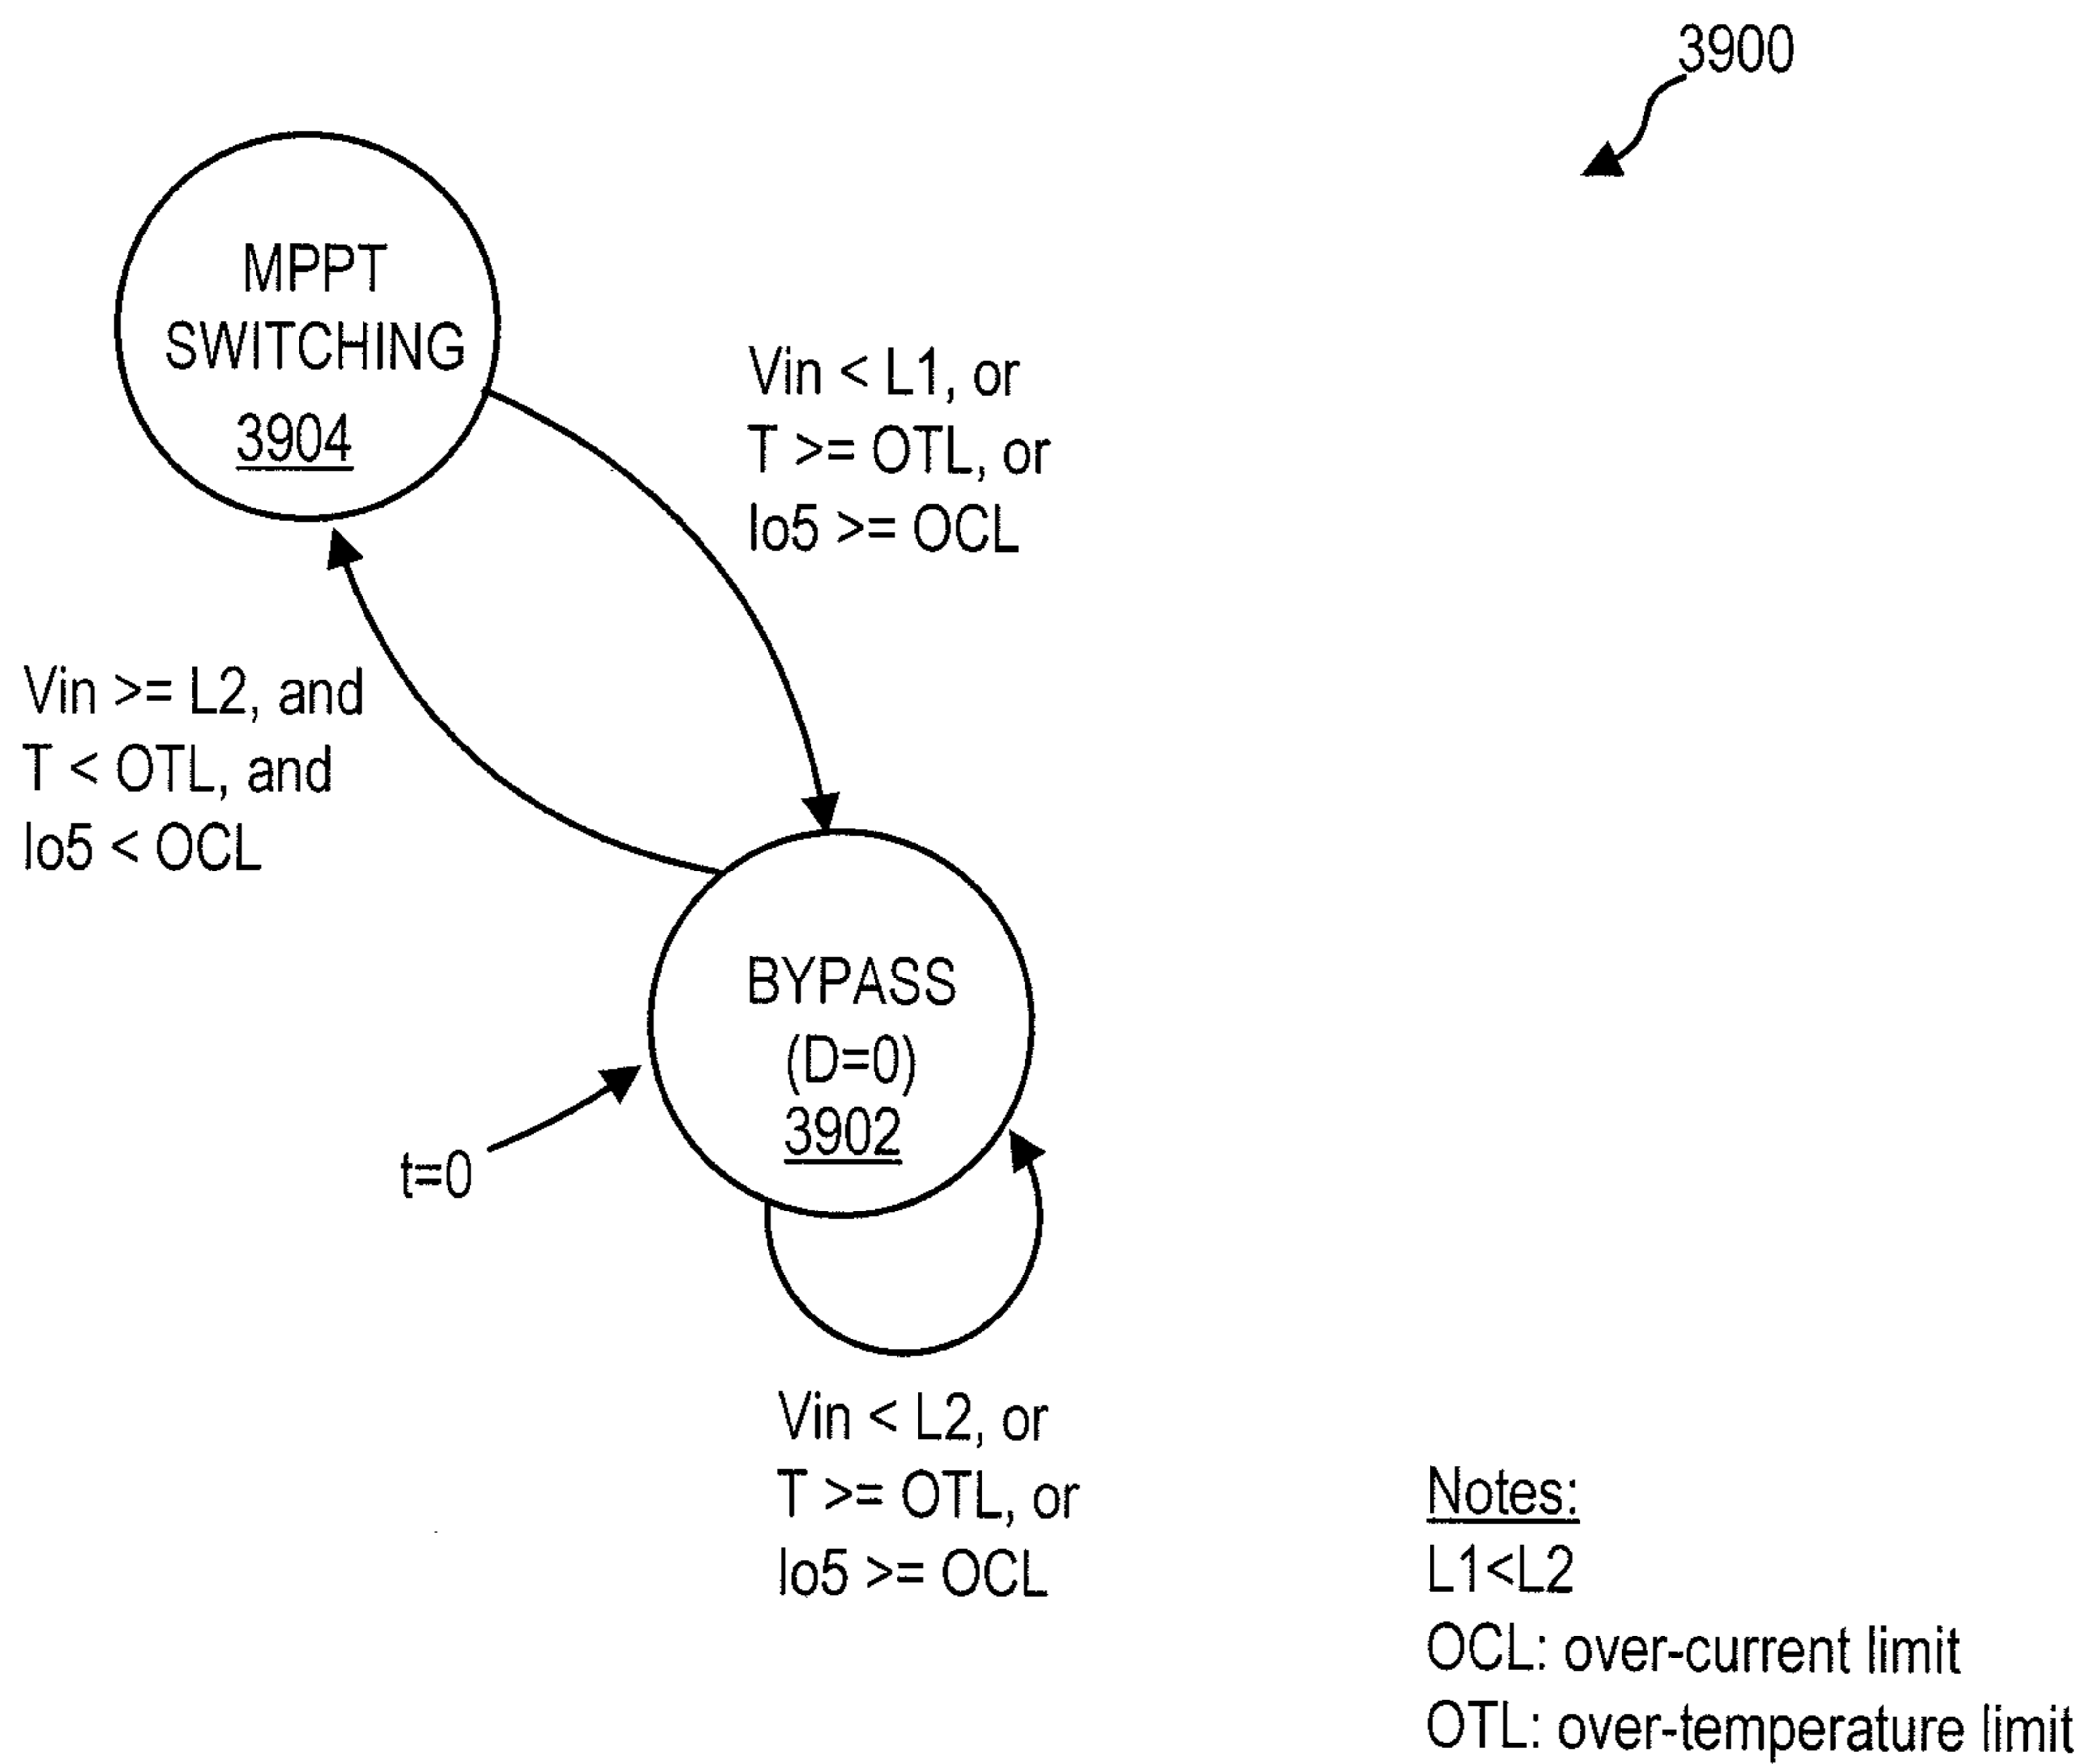 3900
MPPT
SWITCHING
3904
Vin < L1, or
T >= OTL, or
Io5 >= OCL
Vin >= L2, and
T < OTL, and
Io5 < OCL
BYPASS
(D=0)
3902
t=0
Vin < L2, or
T >= OTL, or
Io5 >= OCL
Notes:
L1<L2
OCL: over-current limit
OTL: over-temperature limit